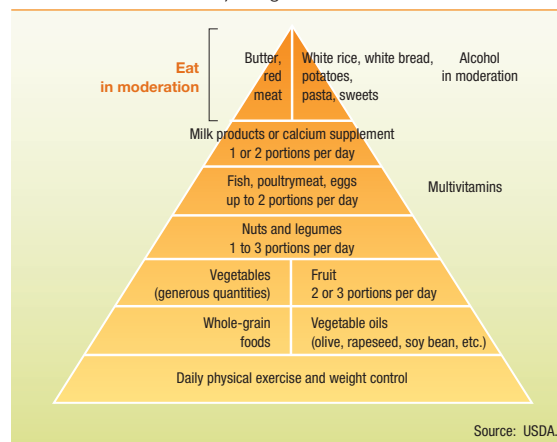 Eat
in moderation
Butter,
red
meat
White rice, white bread,
potatoes,
pasta, sweets
Alcohol
in moderation
Milk products or calcium supplement
1 or 2 portions per day
Fish, poultrymeat, eggs
up to 2 portions per day
Multivitamins
Nuts and legumes
1 to 3 portions per day
Vegetables
(generous quantities)
Fruit
2 or 3 portions per day
Whole-grain
foods
Vegetable oils
(olive, rapeseed, soy bean, etc.)
Daily physical exercise and weight control
Source: USDA.